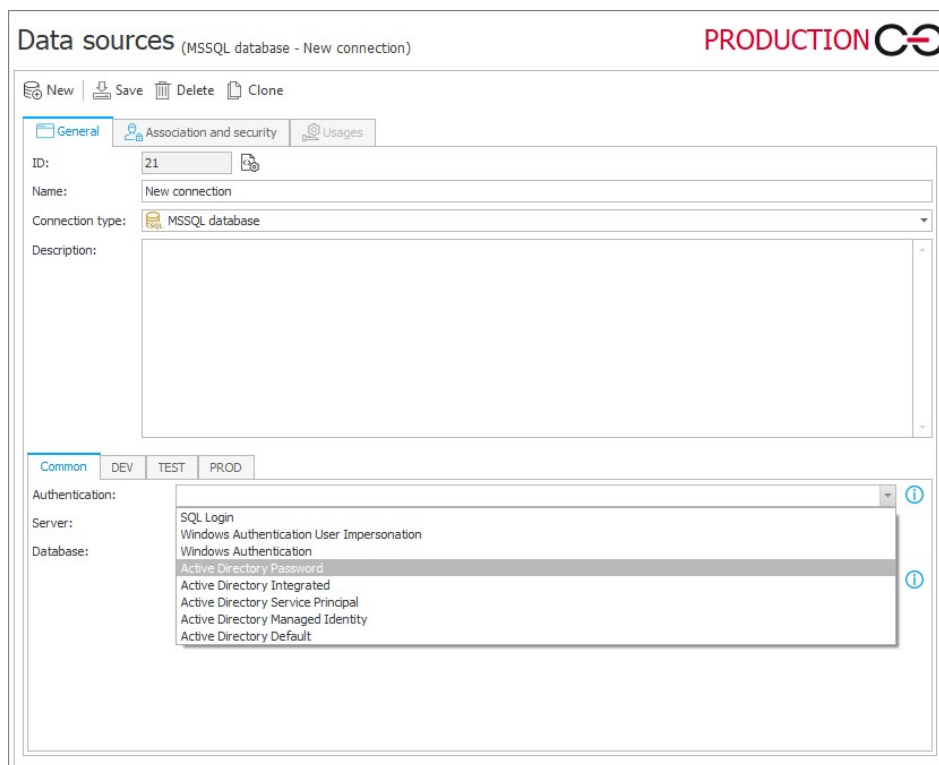 Data sources (MSSQL database - New connection)
PRODUCTION
New Save Delete Clone
General Association and security Usages
ID: 21
Name: New connection
Connection type: SQL MSSQL database
Description:
Common DEV TEST PROD
Authentication:
Server:
Database:
SQL Login
Windows Authentication User Impersonation
Windows Authentication
Active Directory Password
Active Directory Integrated
Active Directory Service Principal
Active Directory Managed Identity
Active Directory Default